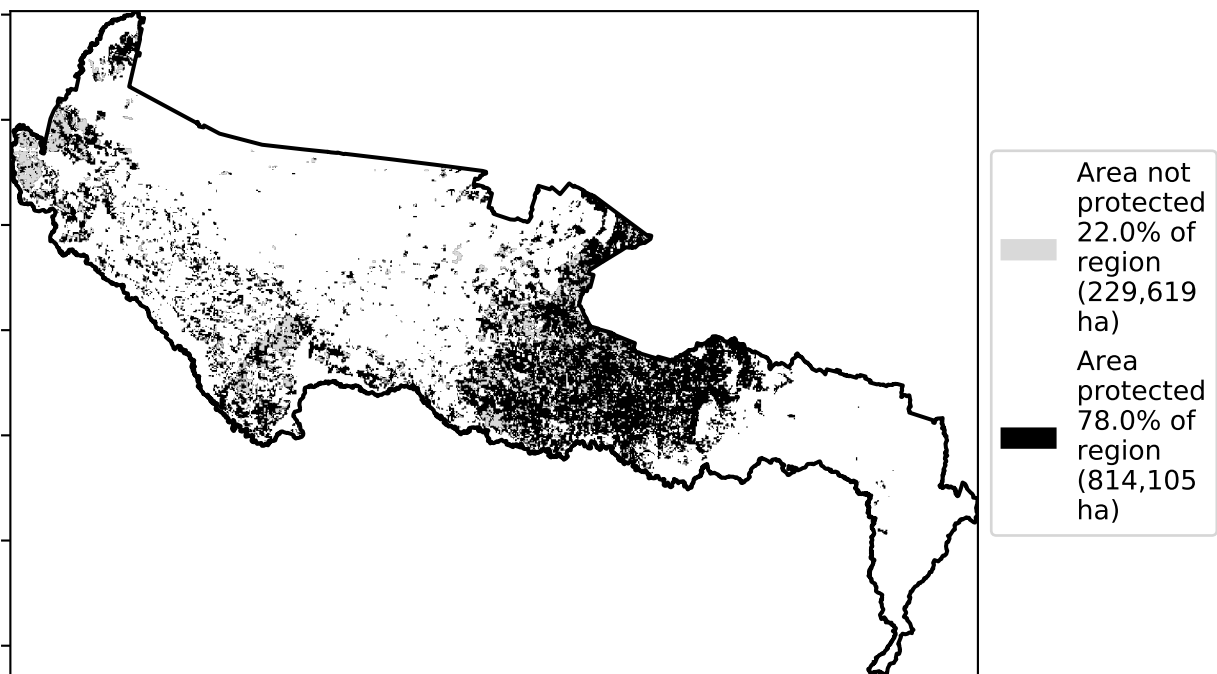 Area not
protected
22.0% of
region
(229,619
ha)
Area
protected
78.0% of
region
(814,105
ha)